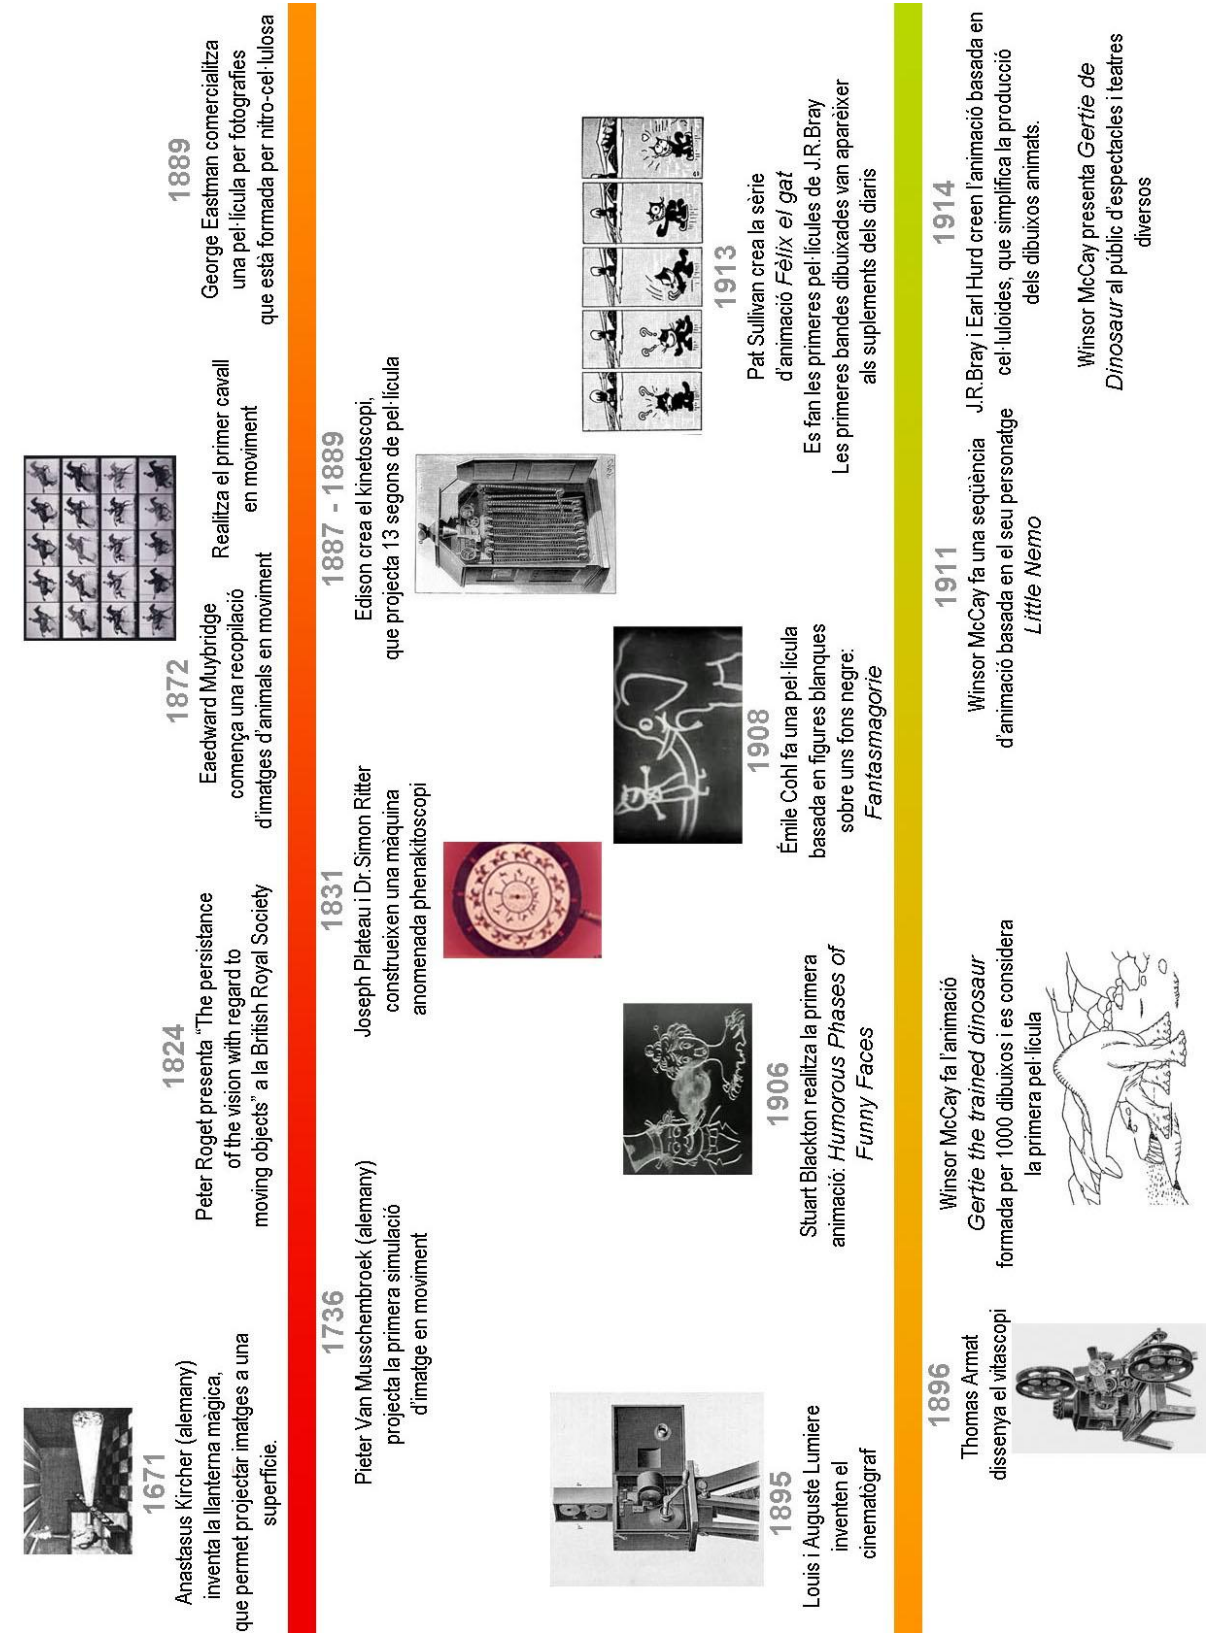 1671
Anastasus Kircher (alemany)
inventa la llanterna màgica,
que permet projectar imatges a una
superfície.
1736
Pieter Van Musschembroek (alemany)
projecta la primera simulació
d'imatge en moviment
1824
Peter Roget presenta “The persistance
of the vision with regard to
moving objects” a la British Royal Society
1831
Joseph Plateau i Dr.Simon Ritter
construeixen una màquina
anomenada phenakitoscopi
1872
Eaedward Muybridge
comença una recopilació
d'imatges d'animals en moviment
Realitza el primer cavall
en moviment
1887 - 1889
Edison crea el kinetoscopi,
que projecta 13 segons de pel·lícula
1889
George Eastman comercialitza
una pel·lícula per fotografies
que està formada per nitro-cel·lulosa
1895
Louis i Auguste Lumiere
inventen el
cinematògraf
1896
Thomas Armat
dissenya el vitascopi
1906
Stuart Blackton realitza la primera
animació: Humorous Phases of
Funny Faces
Winsor McCay fa l'animació
Gertie the trained dinosaur
formada per 1000 dibuixos i es considera
la primera pel·lícula
1908
Émile Cohl fa una pel·lícula
basada en figures blanques
sobre uns fons negre:
Fantasmagorie
1911
Winsor McCay fa una seqüència
d'animació basada en el seu personatge
Little Nemo
1913
Pat Sullivan crea la sèrie
d'animació Fèlix el gat
Es fan les primeres pel·lícules de J.R.Bray
Les primeres bandes dibuixades van aparèixer
als suplements dels diaris
1914
J.R.Bray i Earl Hurd creen l'animació basada en
cel·luloides, que simplifica la producció
dels dibuixos animats.
Winsor McCay presenta Gertie de
Dinosaur al públic d'espectacles i teatres
diversos